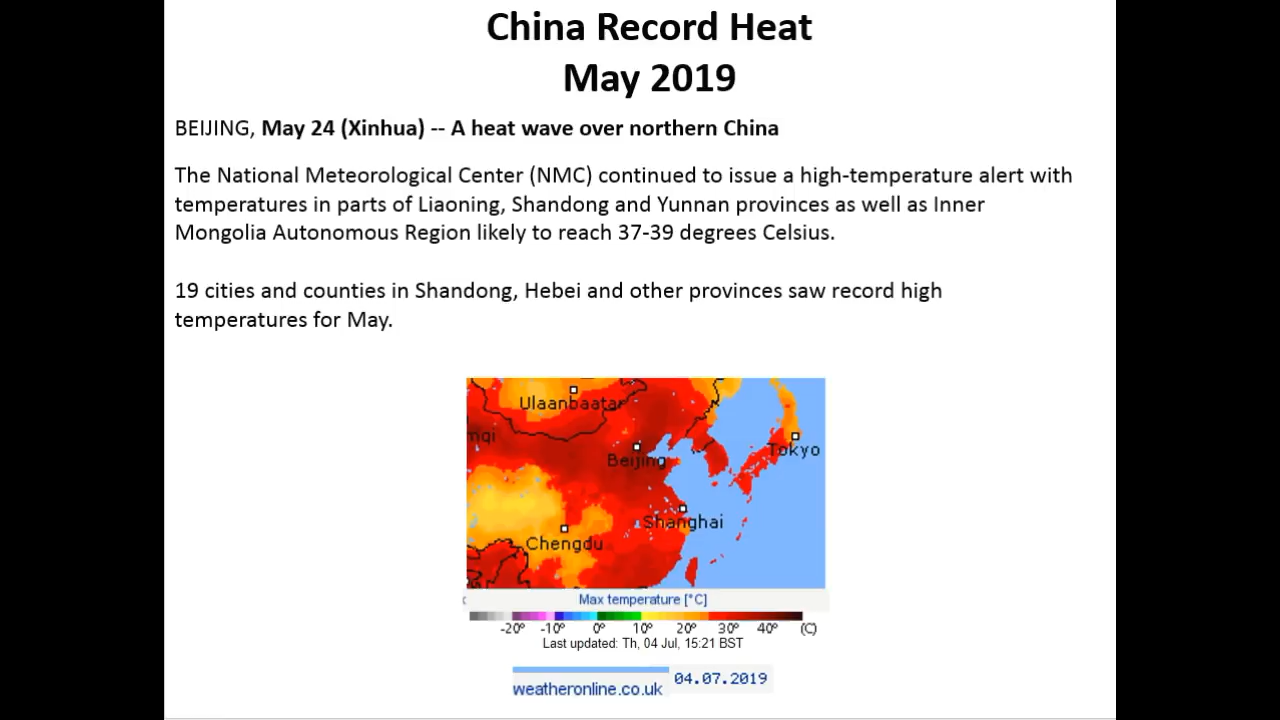 China Record Heat
May 2019
BEIJING, May 24 (Xinhua) -- A heat wave over northern China
The National Meteorological Center (NMC) continued to issue a high-temperature alert with
temperatures in parts of Liaoning, Shandong and Yunnan provinces as well as Inner
Mongolia Autonomous Region likely to reach 37-39 degrees Celsius.
19 cities and counties in Shandong, Hebei and other provinces saw record high
temperatures for May.
Ulaanbaatar
mqi
Beijing
Tokyo
Shanghai
Chengdu
Max temperature [°C]
-20° -10° 0° 10° 20° 30° 40° (C)
Last updated: Th, 04 Jul, 15:21 BST
weatheronline.co.uk 04.07.2019